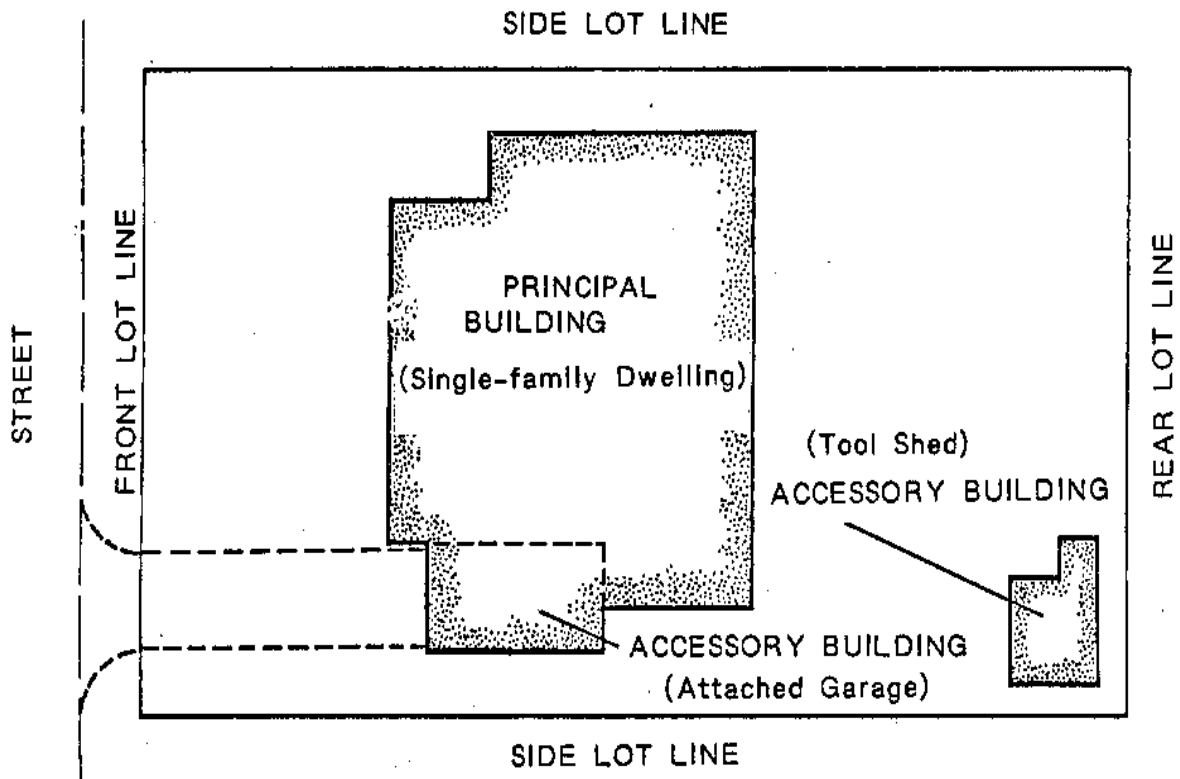 SIDE LOT LINE
STREET
FRONT LOT LINE
PRINCIPAL
BUILDING
(Single-family Dwelling)
(Tool Shed)
ACCESSORY BUILDING
REAR LOT LINE
ACCESSORY BUILDING
(Attached Garage)
SIDE LOT LINE